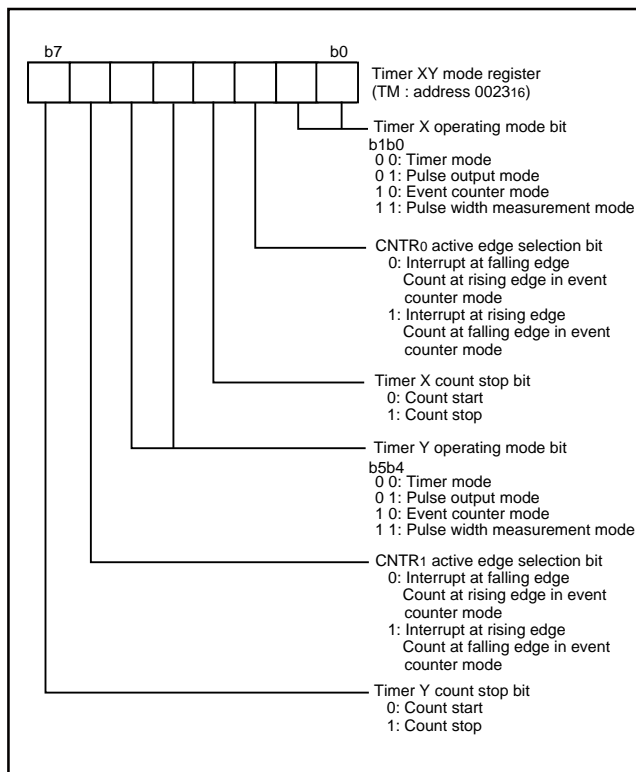 b7 b0
Timer XY mode register
(TM : address 002316)
Timer X operating mode bit
b1b0
0 0: Timer mode
0 1: Pulse output mode
1 0: Event counter mode
1 1: Pulse width measurement mode
CNTR0 active edge selection bit
0: Interrupt at falling edge
Count at rising edge in event
counter mode
1: Interrupt at rising edge
Count at falling edge in event
counter mode
Timer X count stop bit
0: Count start
1: Count stop
Timer Y operating mode bit
b5b4
0 0: Timer mode
0 1: Pulse output mode
1 0: Event counter mode
1 1: Pulse width measurement mode
CNTR1 active edge selection bit
0: Interrupt at falling edge
Count at rising edge in event
counter mode
1: Interrupt at rising edge
Count at falling edge in event
counter mode
Timer Y count stop bit
0: Count start
1: Count stop